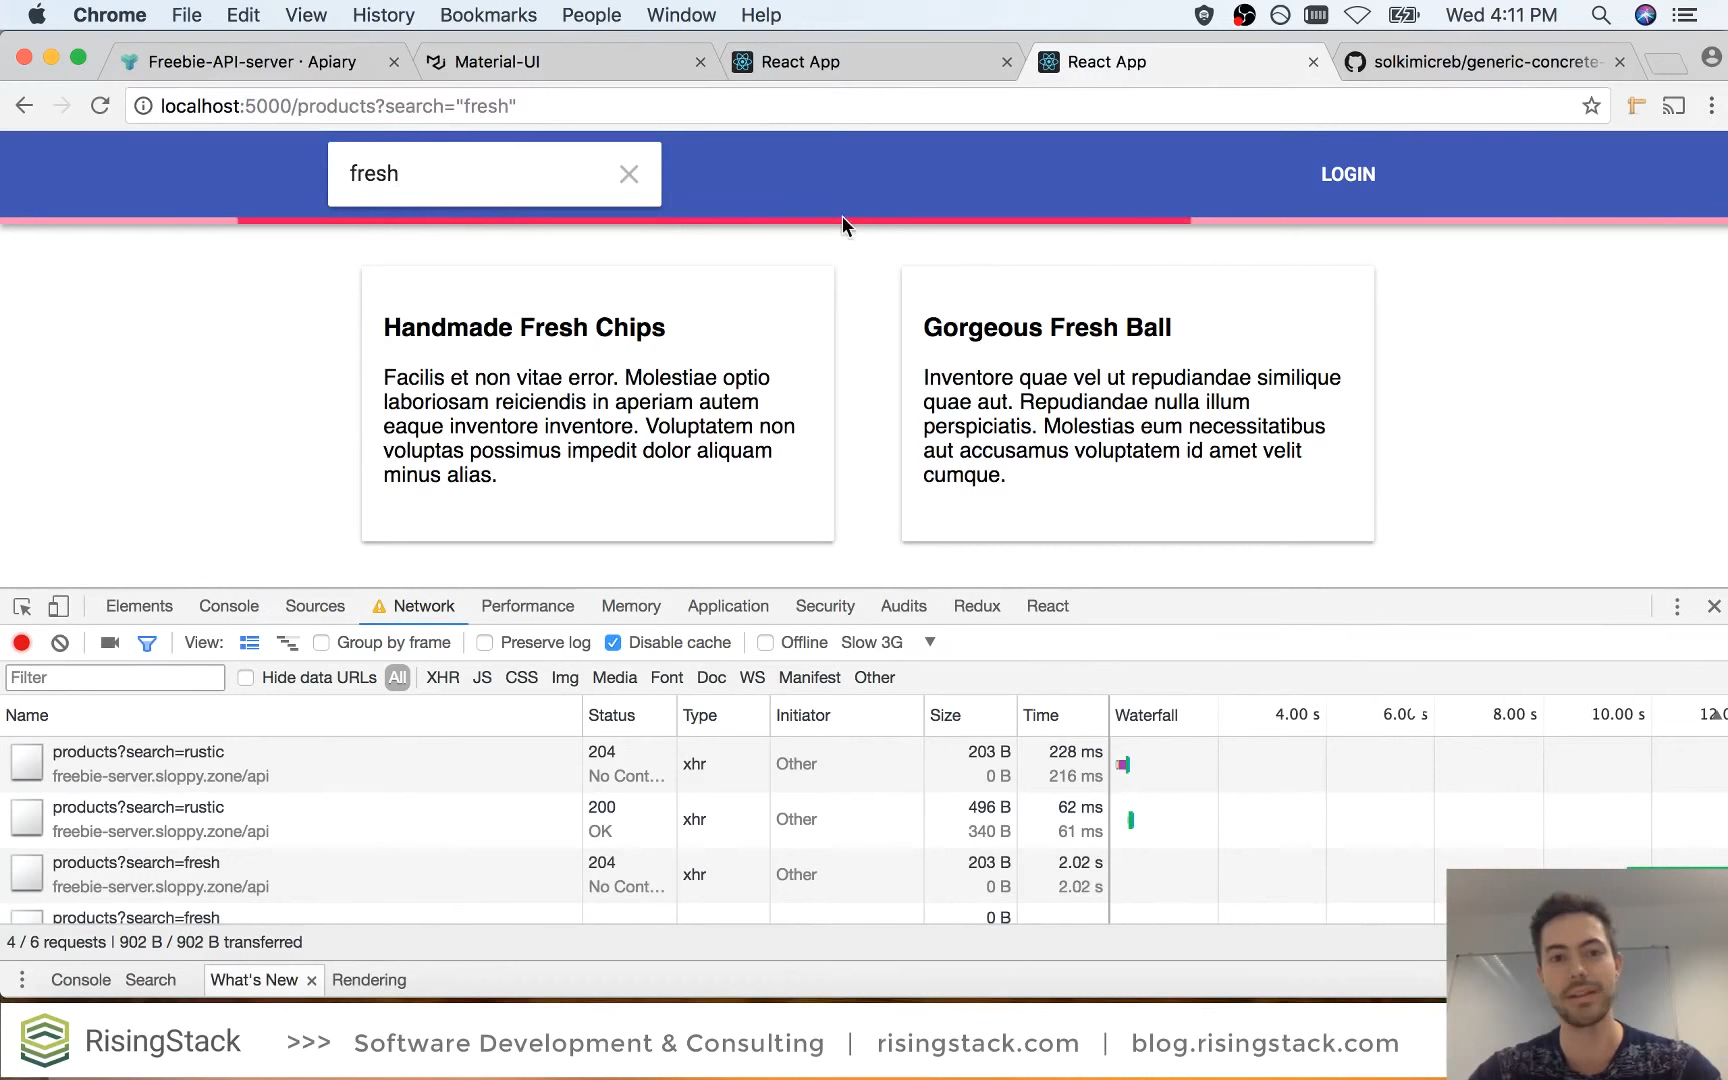 Chrome File Edit View History Bookmarks People Window Help Wed 4:11 PM
Freebie-API-server · Apiary Material-UI React App React App solkimicreb/generic-concrete-
localhost:5000/products?search="fresh"
fresh
LOGIN
Handmade Fresh Chips
Facilis et non vitae error. Molestiae optio
laboriosam reiciendis in aperiam autem
eaque inventore inventore. Voluptatem non
voluptas possimus impedit dolor aliquam
minus alias.
Gorgeous Fresh Ball
Inventore quae vel ut repudiandae similique
quae aut. Repudiandae nulla illum
perspiciatis. Molestias eum necessitatibus
aut accusamus voluptatem id amet velit
cumque.
Elements Console Sources Network Performance Memory Application Security Audits Redux React
View: Group by frame Preserve log Disable cache Offline Slow 3G
Filter Hide data URLs All XHR JS CSS Img Media Font Doc WS Manifest Other
Name Status Type Initiator Size Time Waterfall 4.00 s 6.00 s 8.00 s 10.00 s
products?search=rustic 204 xhr Other 203 B 228 ms
freebie-server.sloppy.zone/api No Cont... 0 B 216 ms
products?search=rustic 200 xhr Other 496 B 62 ms
freebie-server.sloppy.zone/api OK 340 B 61 ms
products?search=fresh 204 xhr Other 203 B 2.02 s
freebie-server.sloppy.zone/api No Cont... 0 B 2.02 s
products?search=fresh 0 B
4 / 6 requests | 902 B / 902 B transferred
Console Search What's New Rendering
RisingStack >>> Software Development & Consulting | risingstack.com | blog.risingstack.com